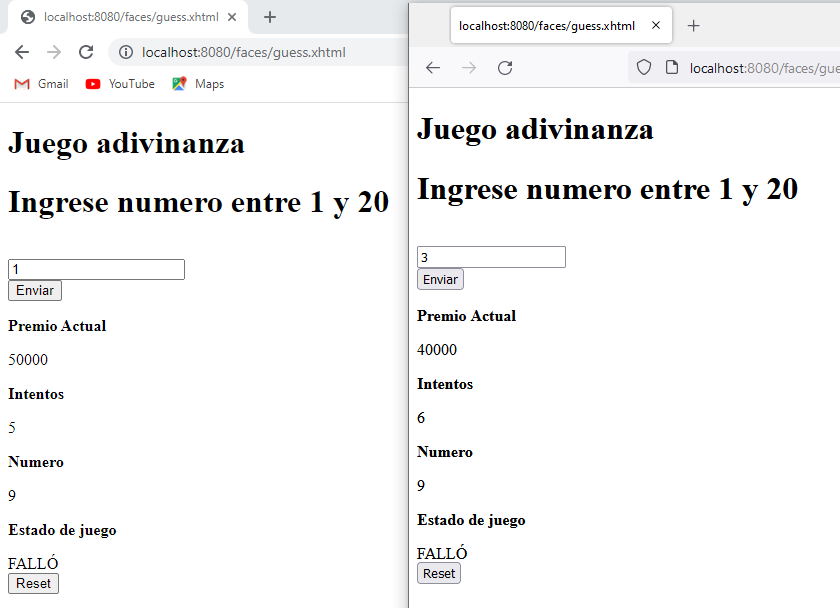 localhost:8080/faces/guess.xhtml
localhost:8080/faces/guess.xhtml
Gmail YouTube Maps
Juego adivinanza
Ingrese numero entre 1 y 20
1
Enviar
Premio Actual
50000
Intentos
5
Numero
9
Estado de juego
FALLÓ
Reset
localhost:8080/faces/guess.xhtml
localhost:8080/faces/gue
Juego adivinanza
Ingrese numero entre 1 y 20
3
Enviar
Premio Actual
40000
Intentos
6
Numero
9
Estado de juego
FALLÓ
Reset